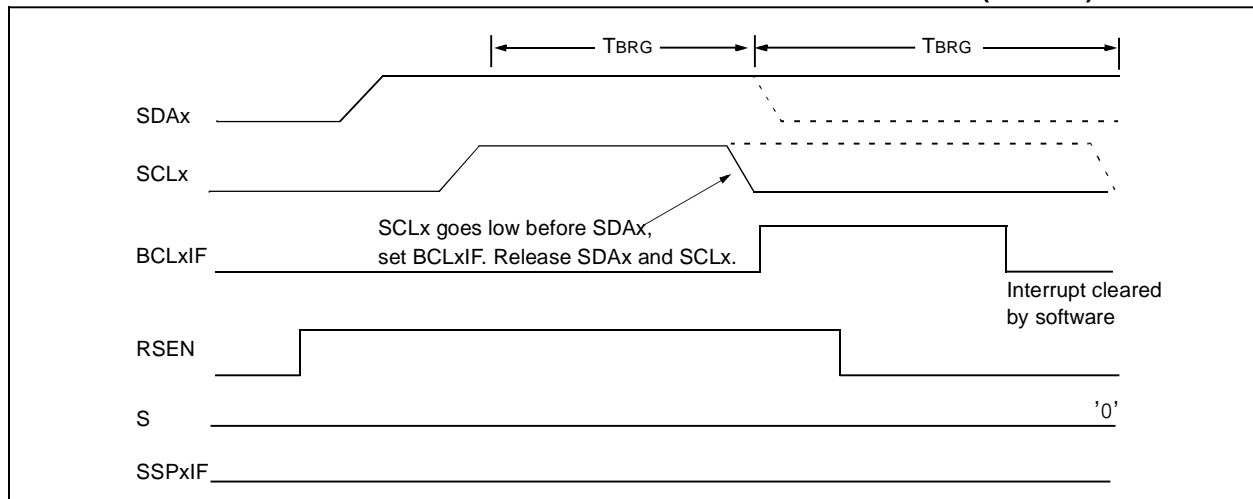 TBRG TBRG
SDAx
SCLx
SCLx goes low before SDAx,
set BCLxIF. Release SDAx and SCLx.
BCLxIF
Interrupt cleared
by software
RSEN
S
'0'
SSPxIF